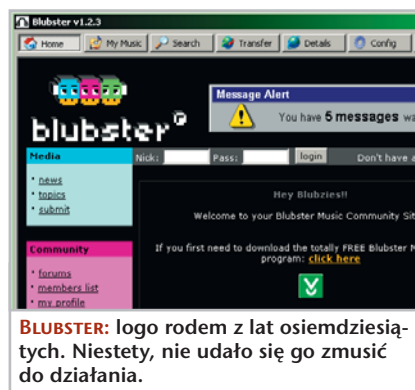 Blubster v1.2.3
Home My Music Search Transfer Details Config
blubster
Message Alert
You have 5 messages
Media Nick: Pass: login Don't have
• news
• topics
• submit
Hey Blubzies!!
Welcome to your Blubster Music Community
Community
If you first need to download the totally FREE Blubster
program: click here
• forums
• members list
• my profile
BLUBSTER: logo rodem z lat osiemdziesią-
tych. Niestety, nie udało się go zmusić
do działania.